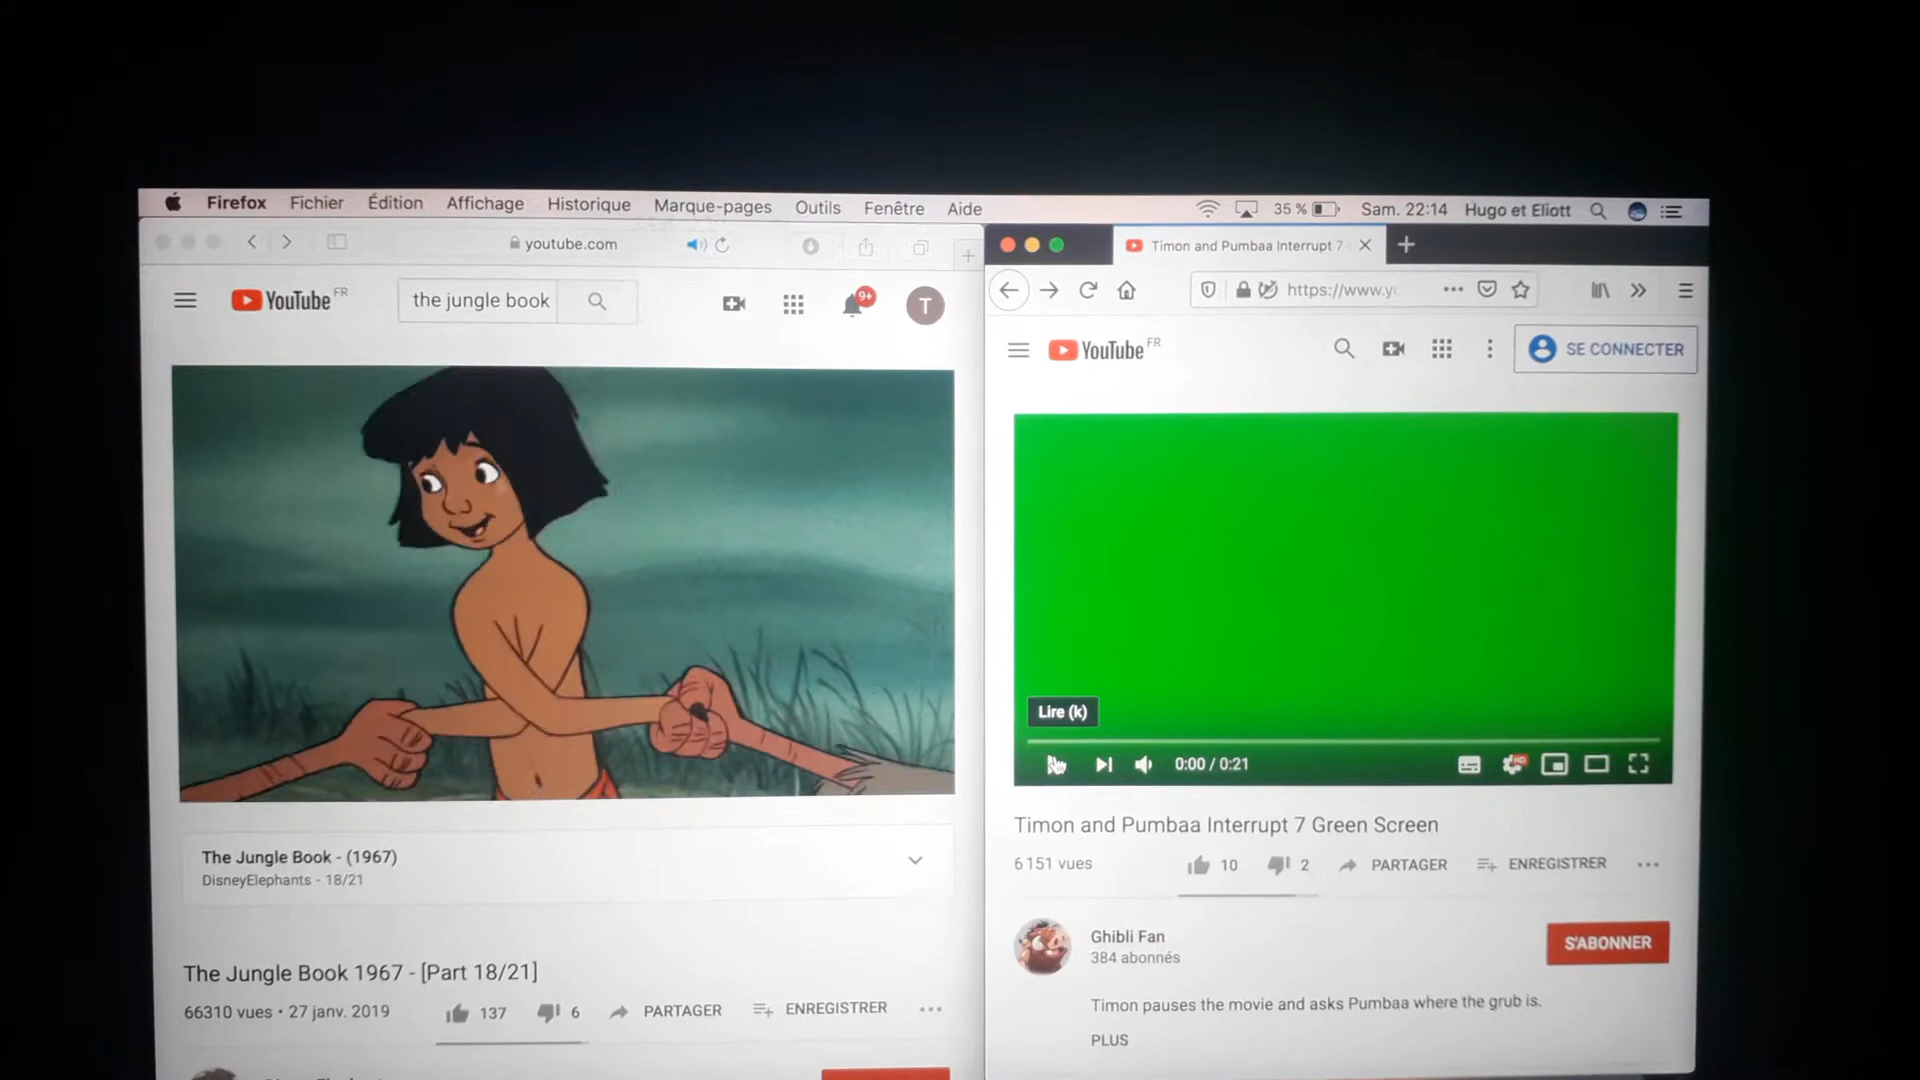 Firefox Fichier Édition Affichage Historique Marque-pages Outils Fenêtre Aide 35 % Sam. 22:14 Hugo et Eliott
youtube.com
YouTube FR
the jungle book
9+
T
The Jungle Book - (1967)
DisneyElephants - 18/21
The Jungle Book 1967 - [Part 18/21]
66310 vues • 27 janv. 2019 137 6 PARTAGER ENREGISTRER
Timon and Pumbaa Interrupt 7
https://www.yo
YouTube FR
SE CONNECTER
Lire (k)
0:00 / 0:21
HD
Timon and Pumbaa Interrupt 7 Green Screen
6151 vues 10 2 PARTAGER ENREGISTRER
Ghibli Fan
384 abonnés
S'ABONNER
Timon pauses the movie and asks Pumbaa where the grub is.
PLUS